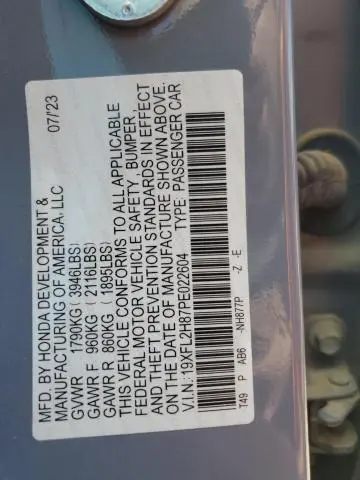 MFD. BY HONDA DEVELOPMENT & 07/'23
MANUFACTURING OF AMERICA, LLC
GVWR 1790KG ( 3946LBS)
GAWR F 960KG ( 2116LBS)
GAWR R 860KG ( 1895LBS)
THIS VEHICLE CONFORMS TO ALL APPLICABLE
FEDERAL MOTOR VEHICLE SAFETY, BUMPER,
AND THEFT PREVENTION STANDARDS IN EFFECT
ON THE DATE OF MANUFACTURE SHOWN ABOVE.
V.I.N: 19XFL2H87PE022604 TYPE: PASSENGER CAR
T49 P AB6 -NH877P -Z -E